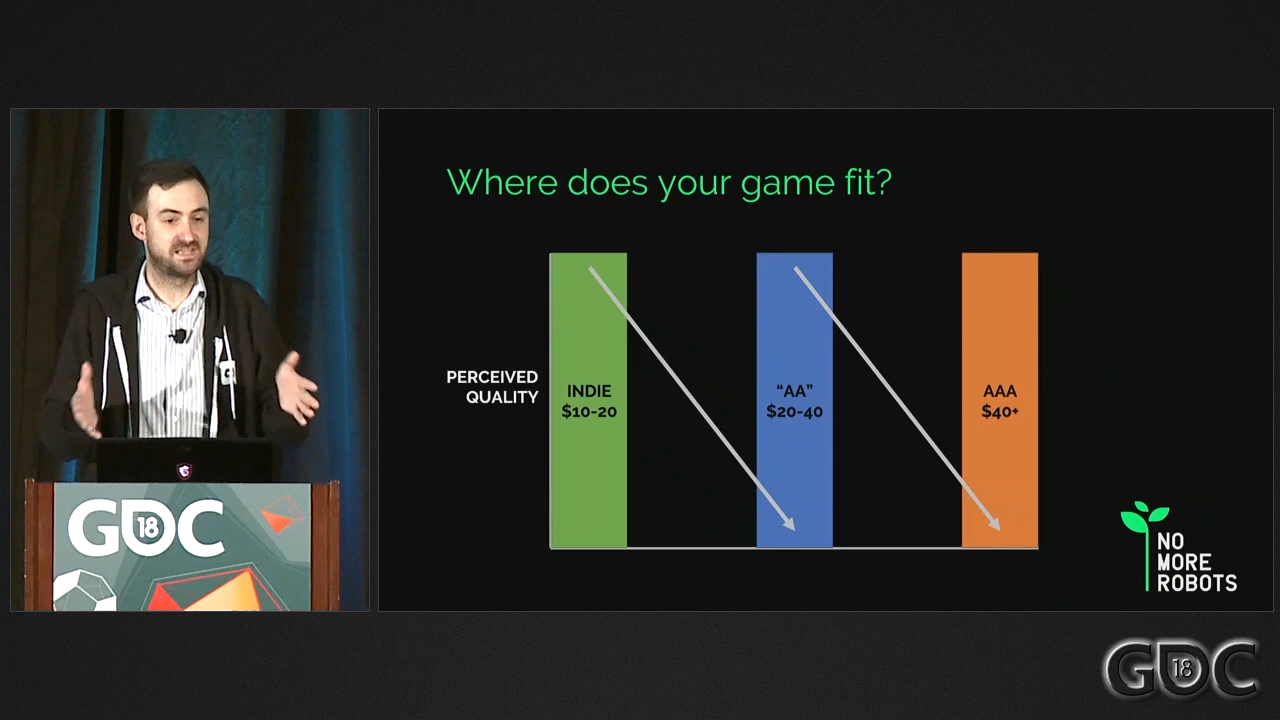 Where does your game fit?
PERCEIVED
QUALITY
INDIE
$10-20
“AA”
$20-40
AAA
$40+
NO
MORE
ROBOTS
GDC
18
GDC
18